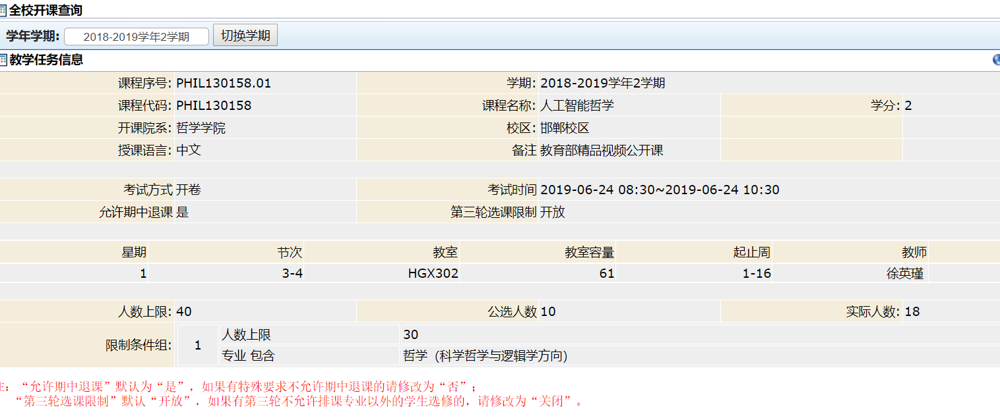 全校开课查询
学年学期: 2018-2019学年2学期 切换学期
教学任务信息
课程序号: PHIL130158.01 学期: 2018-2019学年2学期
课程代码: PHIL130158 课程名称: 人工智能哲学 学分: 2
开课院系: 哲学学院 校区: 邯郸校区
授课语言: 中文 备注 教育部精品视频公开课
考试方式 开卷 考试时间 2019-06-24 08:30~2019-06-24 10:30
允许期中退课 是 第三轮选课限制 开放
星期 节次 教室 教室容量 起止周 教师
1 3-4 HGX302 61 1-16 徐英瑾
人数上限: 40 公选人数 10 实际人数: 18
限制条件组: 1 人数上限 30
专业 包含 哲学（科学哲学与逻辑学方向)
：“允许期中退课”默认为“是”，如果有特殊要求不允许期中退课的请修改为“否”；
“第三轮选课限制”默认“开放”，如果有第三轮不允许排课专业以外的学生选修的，请修改为“关闭”。